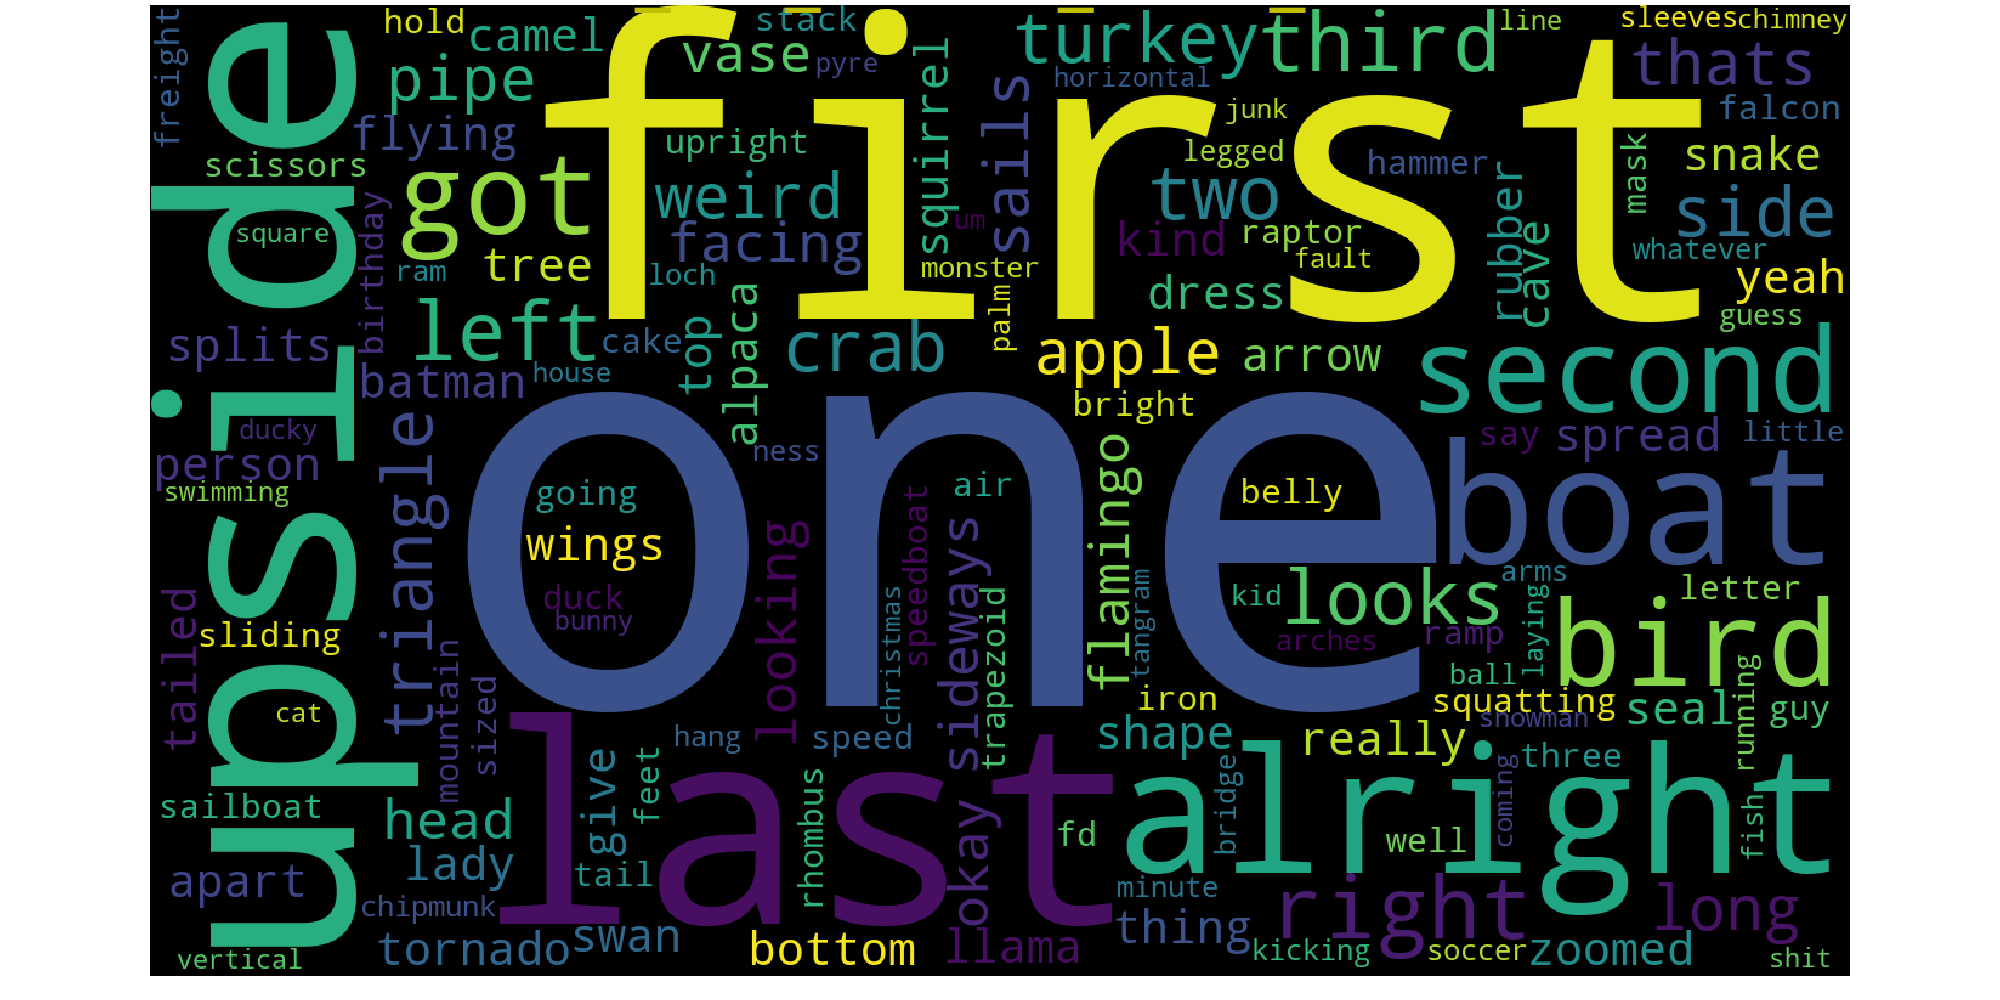 freight
hold
camel
stack
vase
pyre
squirrel
turkey
third
line
sleeves
chimney
pipe
horizontal
thats
flying
upside
first
sails
junk
falcon
scissors
got
upright
legged
hammer
mask
snake
weird
two
rubber
side
square
birthday
facing
um
kind
raptor
cave
whatever
ram
tree
loch
monster
fault
yeah
left
alpaca
palm
dress
guess
splits
cake
top
crab
apple
arrow
second
batman
house
bright
ducky
triangle
one
ness
flamingo
say
spread
little
person
boat
swimming
going
air
belly
wings
looking
speedboat
sideways
arms
duck
bunny
christmas
trapezoid
tangram
kid
looks
laying
letter
bird
tailed
sliding
arches
ramp
mountain
sized
ball
running
cat
iron
squatting
last
hang
speed
shape
really
snowman
seal
guy
three
alright
sailboat
head
give
feet
rhombus
okay
fd
bridge
well
coming
fish
apart
lady
tail
minute
chipmunk
right
long
tornado
swan
bottom
llama
thing
kicking
soccer
zoomed
vertical
shit